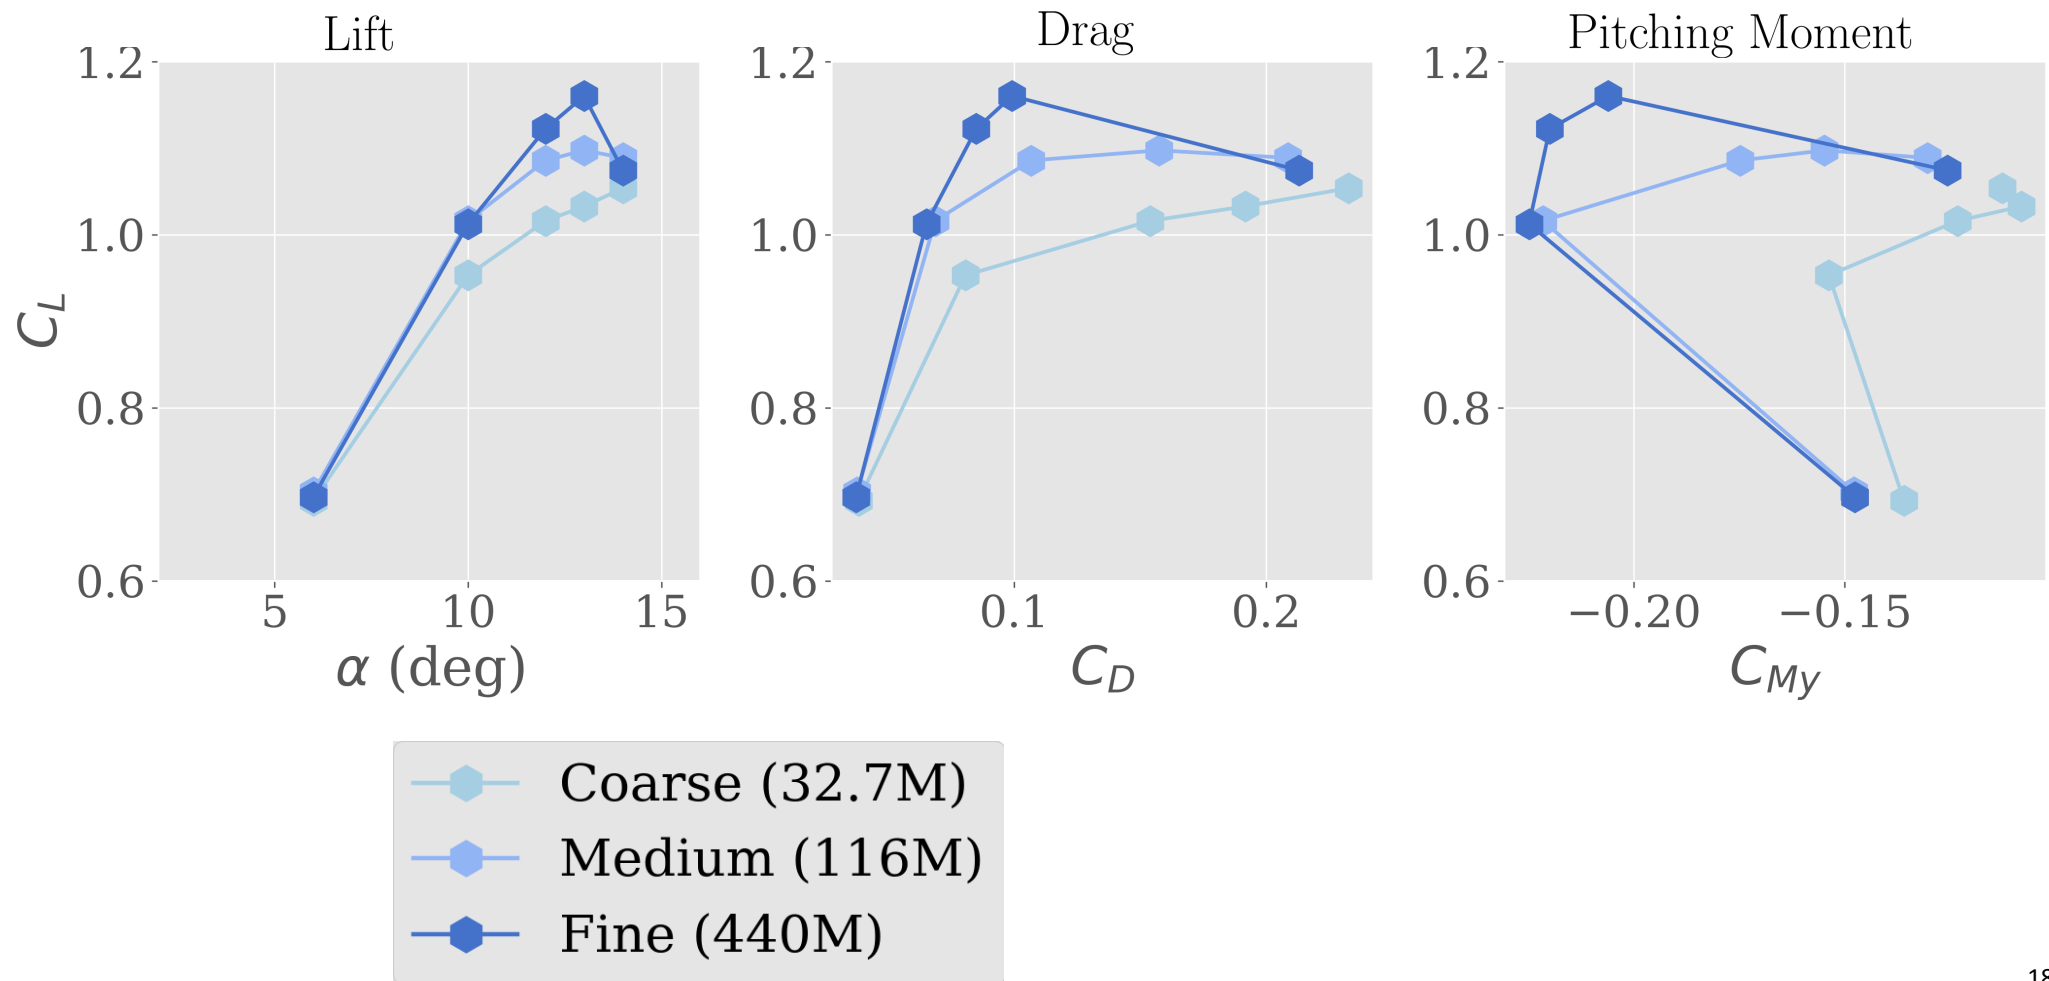 Lift
Drag
Pitching Moment
1.2
1.0
0.8
0.6
C_L
5 10 15
α (deg)
1.2
1.0
0.8
0.6
0.1 0.2
C_D
1.2
1.0
0.8
0.6
−0.20 −0.15
C_My
Coarse (32.7M)
Medium (116M)
Fine (440M)
18